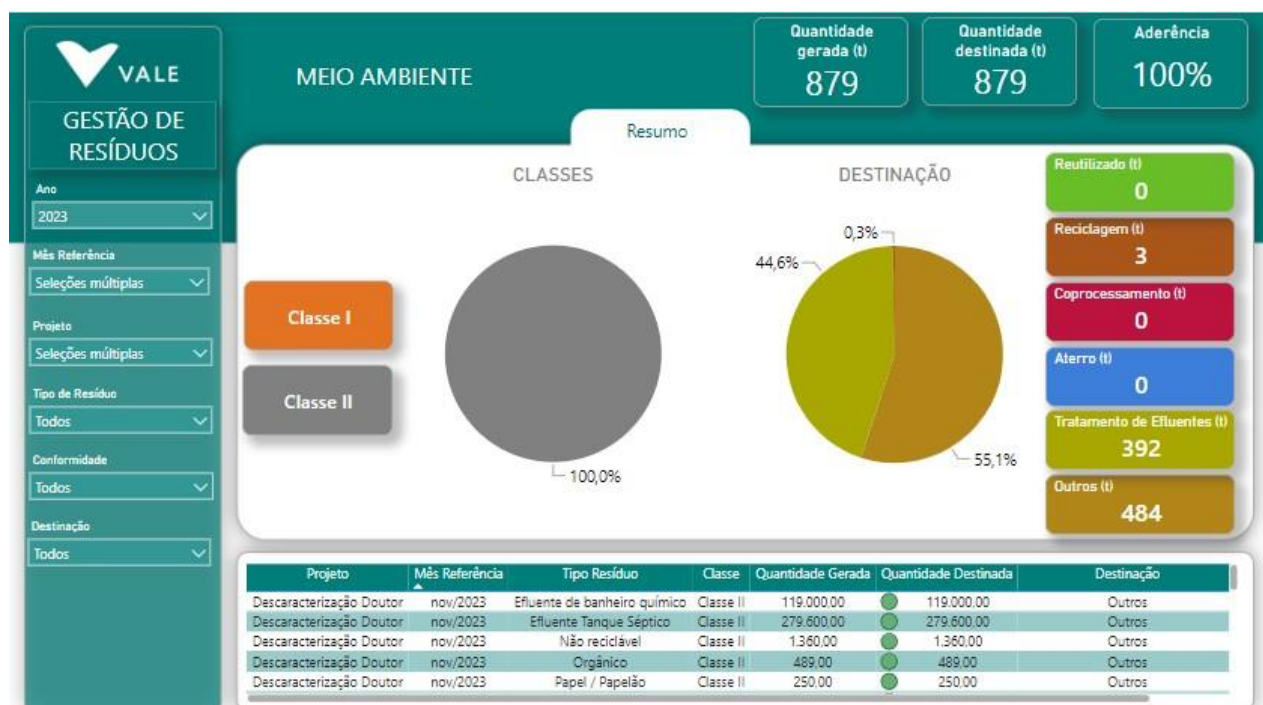 VALE
GESTÃO DE
RESÍDUOS
Ano
2023
Mês Referência
Seleções múltiplas
Projeto
Seleções múltiplas
Tipo de Resíduo
Todos
Conformidade
Todos
Destinação
Todos
MEIO AMBIENTE
Quantidade
gerada (t)
879
Quantidade
destinada (t)
879
Aderência
100%
Resumo
CLASSES
Classe I
Classe II
100,0%
DESTINAÇÃO
0,3%
44,6%
55,1%
Reutilizado (t)
0
Reciclagem (t)
3
Coprocessamento (t)
0
Aterro (t)
0
Tratamento de Efluentes (t)
392
Outros (t)
484
Projeto Mês Referência Tipo Resíduo Classe Quantidade Gerada Quantidade Destinada Destinação
Descaracterização Doutor nov/2023 Efluente de banheiro químico Classe II 119.000,00 119.000,00 Outros
Descaracterização Doutor nov/2023 Efluente Tanque Séptico Classe II 279.600,00 279.600,00 Outros
Descaracterização Doutor nov/2023 Não reciclável Classe II 1.360,00 1.360,00 Outros
Descaracterização Doutor nov/2023 Orgânico Classe II 489,00 489,00 Outros
Descaracterização Doutor nov/2023 Papel / Papelão Classe II 250,00 250,00 Outros